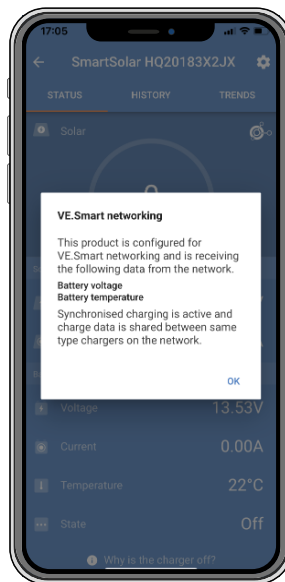 17:05
SmartSolar HQ20183X2JX
STATUS HISTORY TRENDS
Solar
VE.Smart networking
This product is configured for
VE.Smart networking and is receiving
the following data from the network.
Battery voltage
Battery temperature
Synchronised charging is active and
charge data is shared between same
type chargers on the network.
OK
Voltage 13.53V
Current 0.00A
Temperature 22°C
State Off
Why is the charger off?